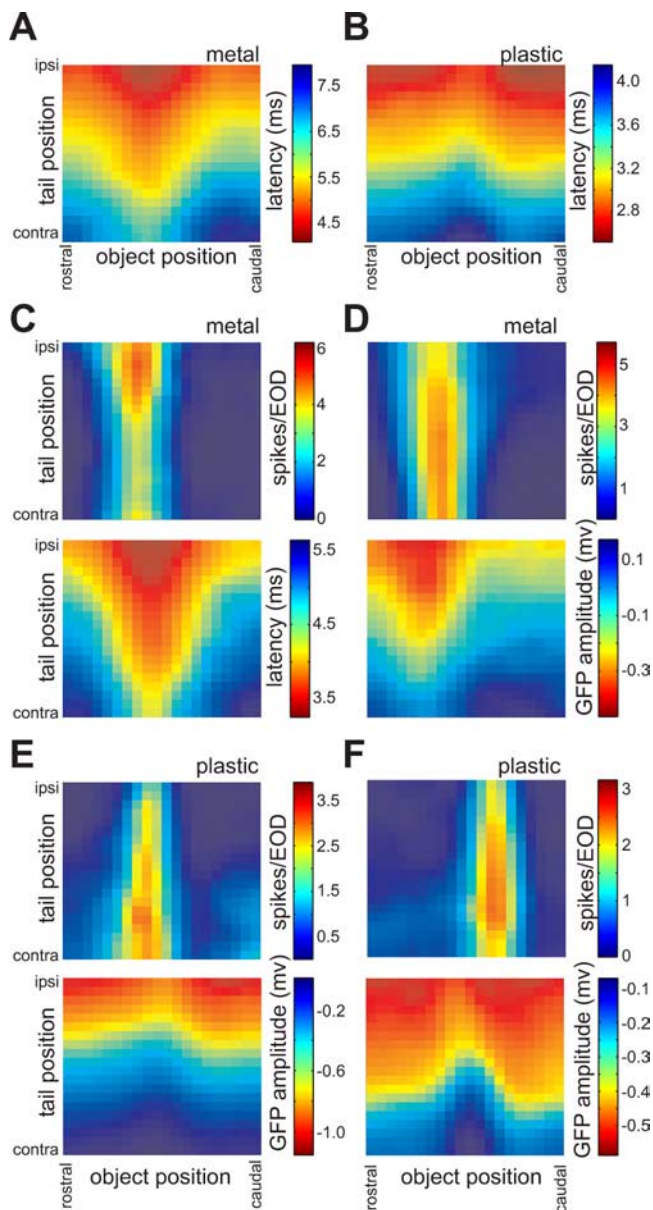 A
metal
ipsi
tail position
contra
rostral
object position
caudal
7.5
6.5
5.5
4.5
latency (ms)
B
plastic
rostral
object position
caudal
4.0
3.6
3.2
2.8
latency (ms)
C
metal
ipsi
tail position
contra
6
4
2
0
spikes/EOD
ipsi
tail position
contra
5.5
4.5
3.5
latency (ms)
D
metal
5
3
1
spikes/EOD
0.1
-0.1
-0.3
GFP amplitude (mv)
E
plastic
ipsi
tail position
contra
3.5
2.5
1.5
0.5
spikes/EOD
ipsi
tail position
contra
rostral
object position
caudal
-0.2
-0.6
-1.0
GFP amplitude (mv)
F
plastic
3
2
1
0
spikes/EOD
rostral
object position
caudal
-0.1
-0.2
-0.3
-0.4
-0.5
GFP amplitude (mv)